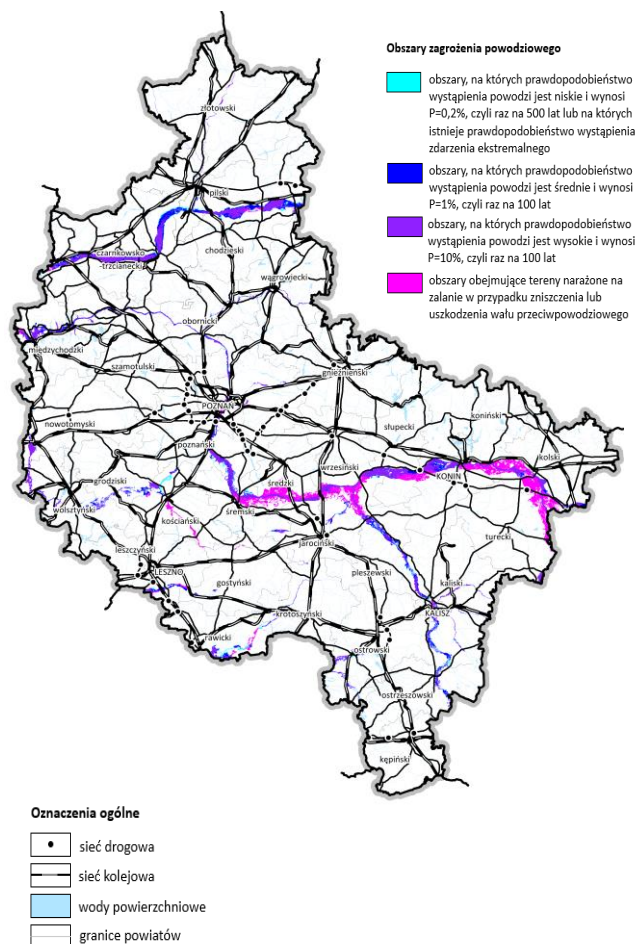 Obszary zagrożenia powodziowego
obszary, na których prawdopodobieństwo
wystąpienia powodzi jest niskie i wynosi
P=0,2%, czyli raz na 500 lat lub na których
istnieje prawdopodobieństwo wystąpienia
zdarzenia ekstremalnego
obszary, na których prawdopodobieństwo
wystąpienia powodzi jest średnie i wynosi
P=1%, czyli raz na 100 lat
obszary, na których prawdopodobieństwo
wystąpienia powodzi jest wysokie i wynosi
P=10%, czyli raz na 100 lat
obszary obejmujące tereny narażone na
zalanie w przypadku zniszczenia lub
uszkodzenia wału przeciwpowodziowego
złotowski
pilski
czarnkowsko
-trzcianecki
chodzieski
wągrowiecki
obornicki
międzychodzki
szamotulski
gnieźnieński
POZNAŃ
nowotomyski
słupecki
koniński
poznański
wrzesiński
kolski
KONIN
grodziski
średzki
wolsztyński
kościański
śremski
turecki
jarociński
leszczyński
LESZNO
gostyński
pleszewski
kaliski
krotoszyński
KALISZ
rawicki
ostrowski
ostrzeszowski
kępiński
Oznaczenia ogólne
sieć drogowa
sieć kolejowa
wody powierzchniowe
granice powiatów